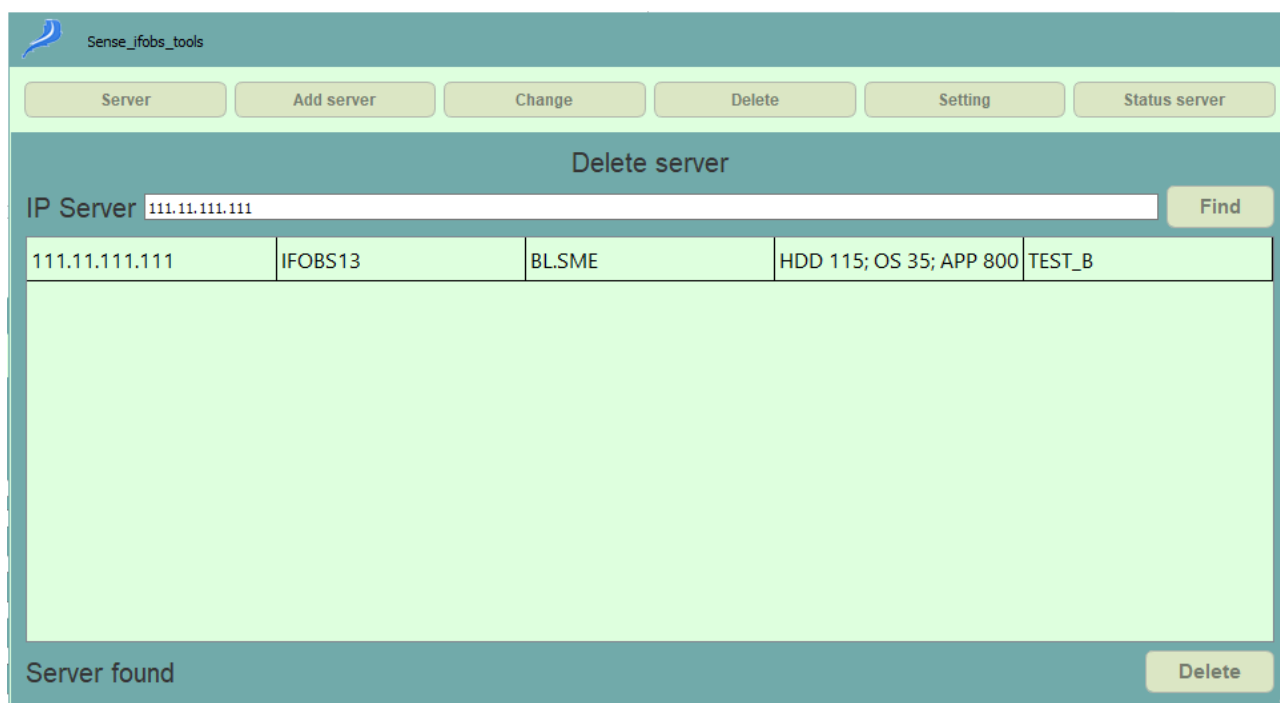 Sense_ifobs_tools
Server Add server Change Delete Setting Status server
Delete server
IP Server 111.11.111.111 Find
111.11.111.111 IFOBS13 BL.SME HDD 115; OS 35; APP 800 TEST_B
Server found Delete